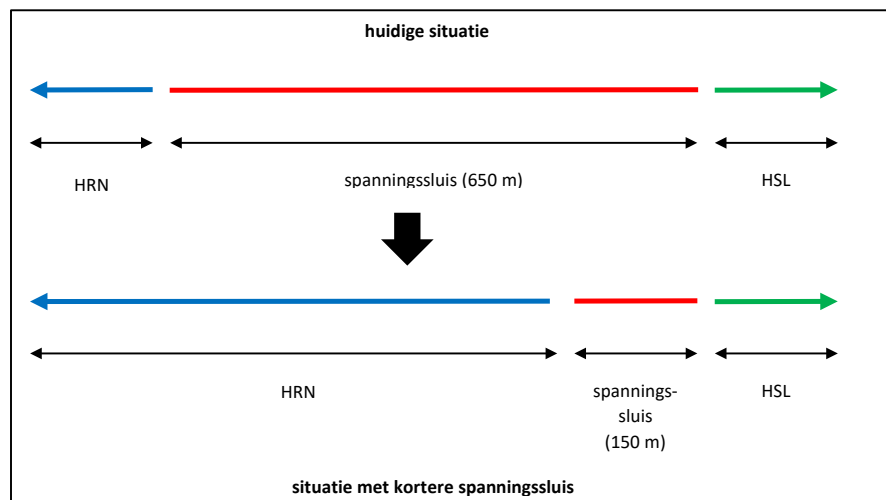 huidige situatie
HRN
spanningssluis (650 m)
HSL
HRN
spannings-
sluis
(150 m)
HSL
situatie met kortere spanningssluis